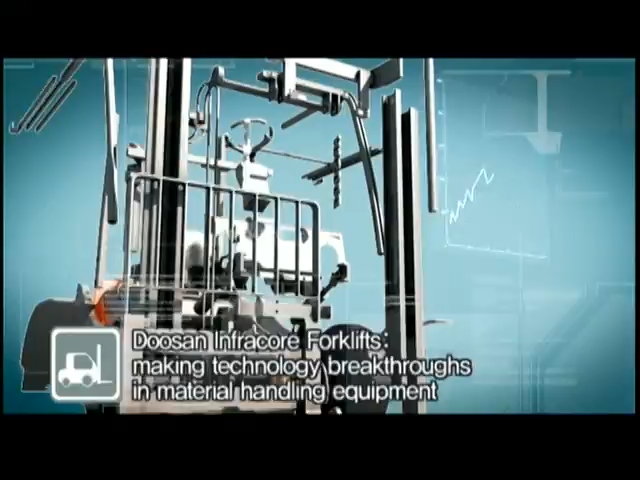 Doosan Infracore Forklifts:
making technology breakthroughs
in material handling equipment